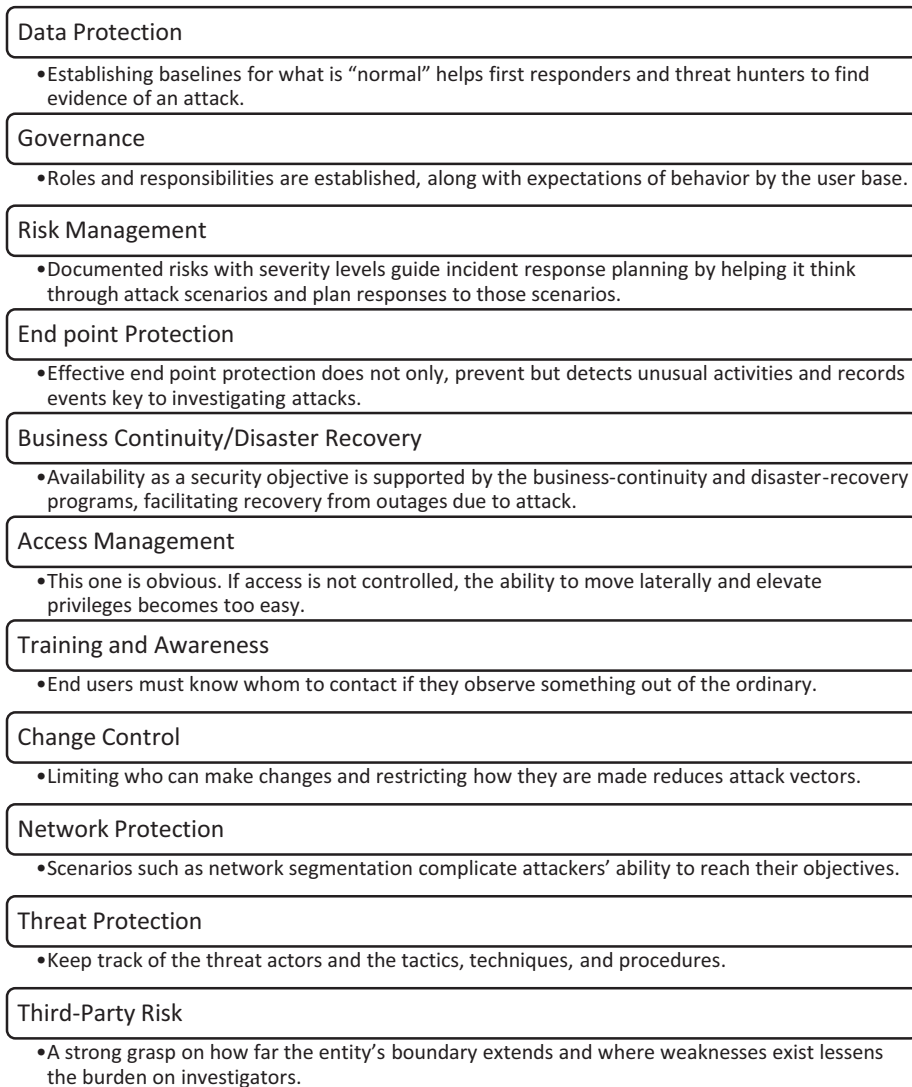 Data Protection
•Establishing baselines for what is “normal” helps first responders and threat hunters to find
evidence of an attack.
Governance
•Roles and responsibilities are established, along with expectations of behavior by the user base.
Risk Management
•Documented risks with severity levels guide incident response planning by helping it think
through attack scenarios and plan responses to those scenarios.
End point Protection
•Effective end point protection does not only, prevent but detects unusual activities and records
events key to investigating attacks.
Business Continuity/Disaster Recovery
•Availability as a security objective is supported by the business-continuity and disaster-recovery
programs, facilitating recovery from outages due to attack.
Access Management
•This one is obvious. If access is not controlled, the ability to move laterally and elevate
privileges becomes too easy.
Training and Awareness
•End users must know whom to contact if they observe something out of the ordinary.
Change Control
•Limiting who can make changes and restricting how they are made reduces attack vectors.
Network Protection
•Scenarios such as network segmentation complicate attackers’ ability to reach their objectives.
Threat Protection
•Keep track of the threat actors and the tactics, techniques, and procedures.
Third-Party Risk
•A strong grasp on how far the entity’s boundary extends and where weaknesses exist lessens
the burden on investigators.